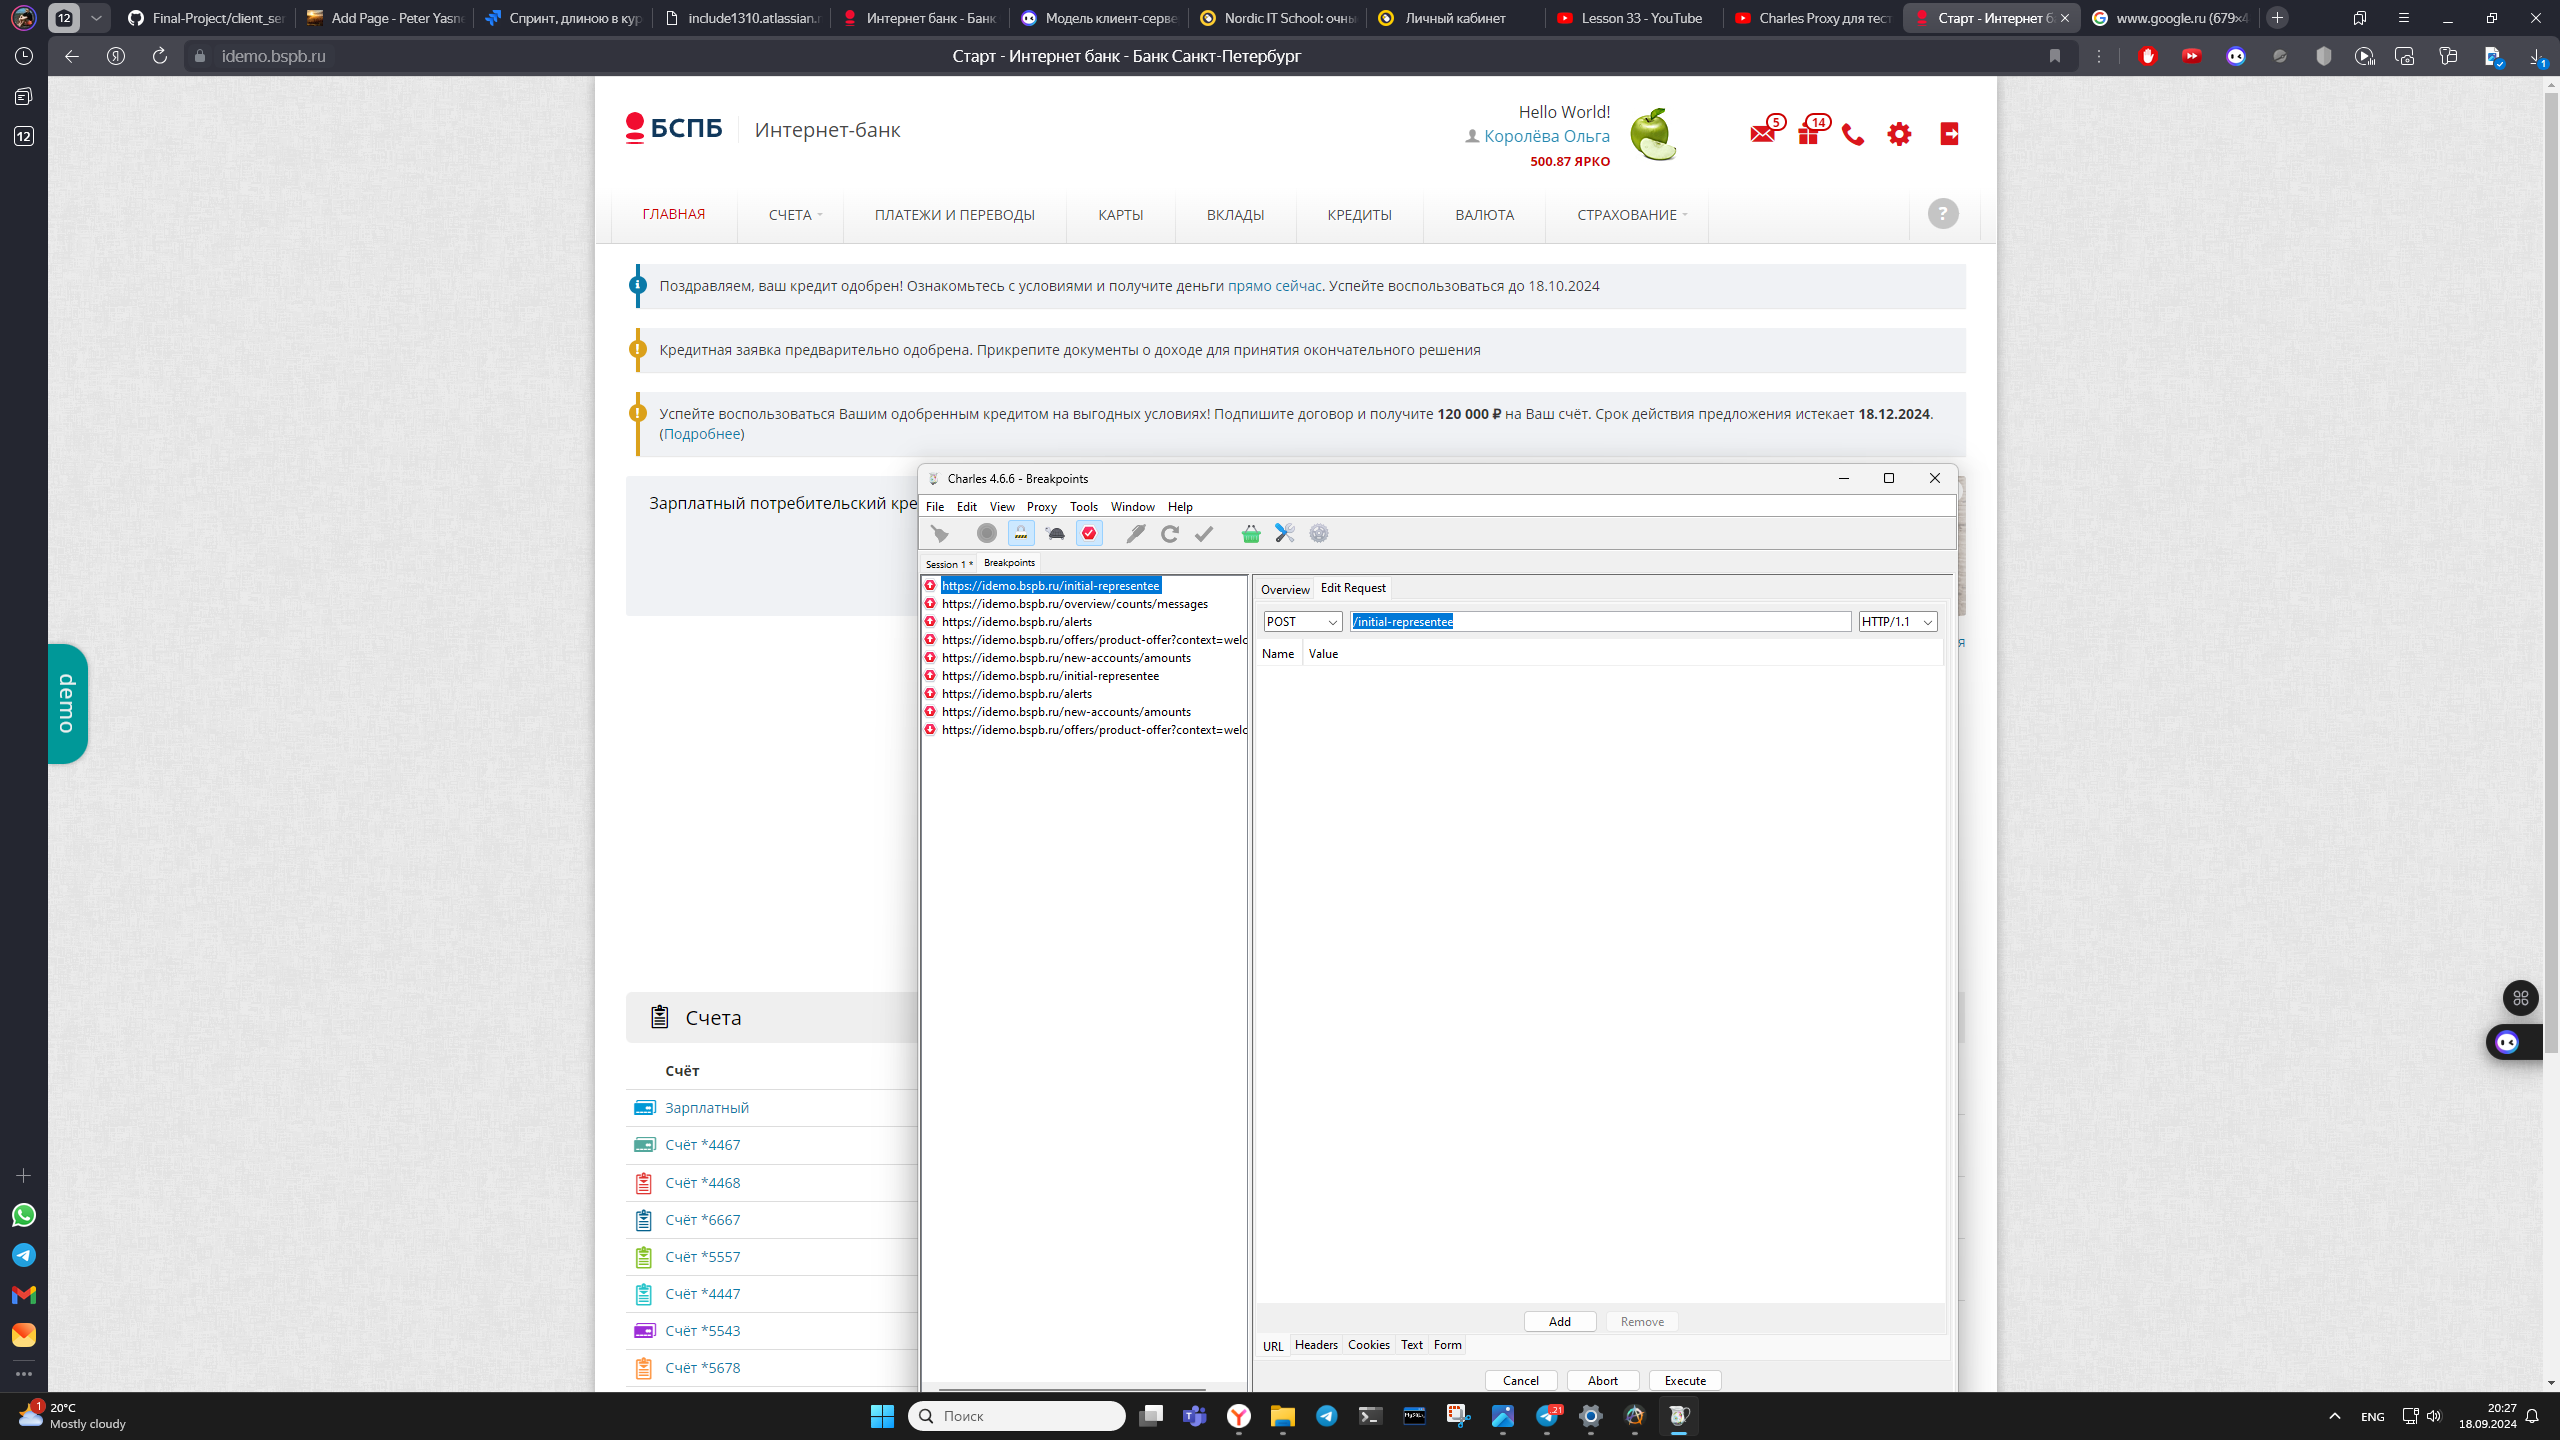 12
Final-Project/client_ser
Add Page - Peter Yasne
Спринт, длиною в кур
include1310.atlassian.r
Интернет банк - Банк
Модель клиент-серве
Nordic IT School: очны
Личный кабинет
Lesson 33 - YouTube
Charles Proxy для тест
Старт - Интернет б
www.google.ru (679×4
idemo.bspb.ru
Старт - Интернет банк - Банк Санкт-Петербург
1
12
БСПБ
Интернет-банк
Hello World!
Королёва Ольга
500.87 ЯРКО
5
14
ГЛАВНАЯ
СЧЕТА
ПЛАТЕЖИ И ПЕРЕВОДЫ
КАРТЫ
ВКЛАДЫ
КРЕДИТЫ
ВАЛЮТА
СТРАХОВАНИЕ
?
Поздравляем, ваш кредит одобрен! Ознакомьтесь с условиями и получите деньги прямо сейчас. Успейте воспользоваться до 18.10.2024
Кредитная заявка предварительно одобрена. Прикрепите документы о доходе для принятия окончательного решения
Успейте воспользоваться Вашим одобренным кредитом на выгодных условиях! Подпишите договор и получите 120 000 ₽ на Ваш счёт. Срок действия предложения истекает 18.12.2024.
(Подробнее)
Зарплатный потребительский кре
я
demo
Charles 4.6.6 - Breakpoints
File Edit View Proxy Tools Window Help
Session 1 * Breakpoints
https://idemo.bspb.ru/initial-representee
https://idemo.bspb.ru/overview/counts/messages
https://idemo.bspb.ru/alerts
https://idemo.bspb.ru/offers/product-offer?context=welc
https://idemo.bspb.ru/new-accounts/amounts
https://idemo.bspb.ru/initial-representee
https://idemo.bspb.ru/alerts
https://idemo.bspb.ru/new-accounts/amounts
https://idemo.bspb.ru/offers/product-offer?context=welc
Overview Edit Request
POST /initial-representee HTTP/1.1
Name Value
Add Remove
URL Headers Cookies Text Form
Cancel Abort Execute
Счета
Счёт
Зарплатный
Счёт *4467
Счёт *4468
Счёт *6667
Счёт *5557
Счёт *4447
Счёт *5543
Счёт *5678
1
20°C
Mostly cloudy
Поиск
MySQL
21
ENG
20:27
18.09.2024